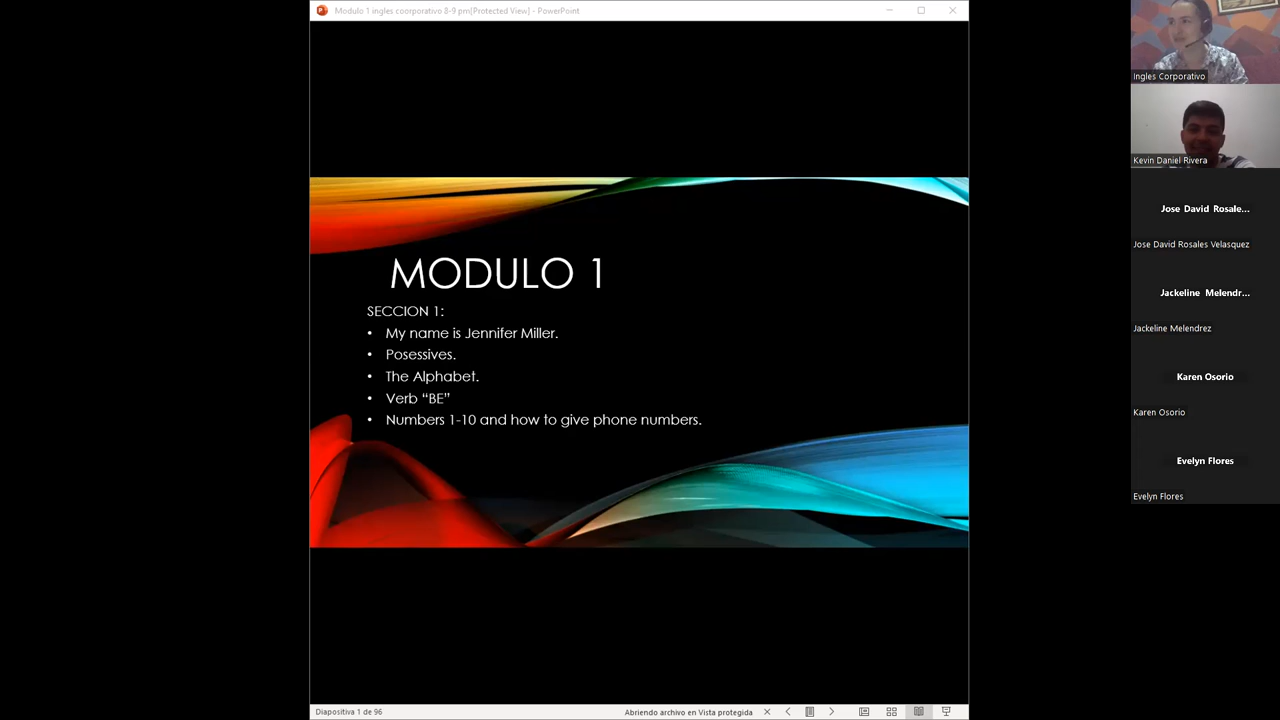 Modulo 1 ingles coorporativo 8-9 pm[Protected View] - PowerPoint
MODULO 1
SECCION 1:
• My name is Jennifer Miller.
• Posessives.
• The Alphabet.
• Verb “BE”
• Numbers 1-10 and how to give phone numbers.
Diapositiva 1 de 96
Abriendo archivo en Vista protegida
Ingles Corporativo
Kevin Daniel Rivera
Jose David Rosale...
Jose David Rosales Velasquez
Jackeline Melendr...
Jackeline Melendrez
Karen Osorio
Karen Osorio
Evelyn Flores
Evelyn Flores